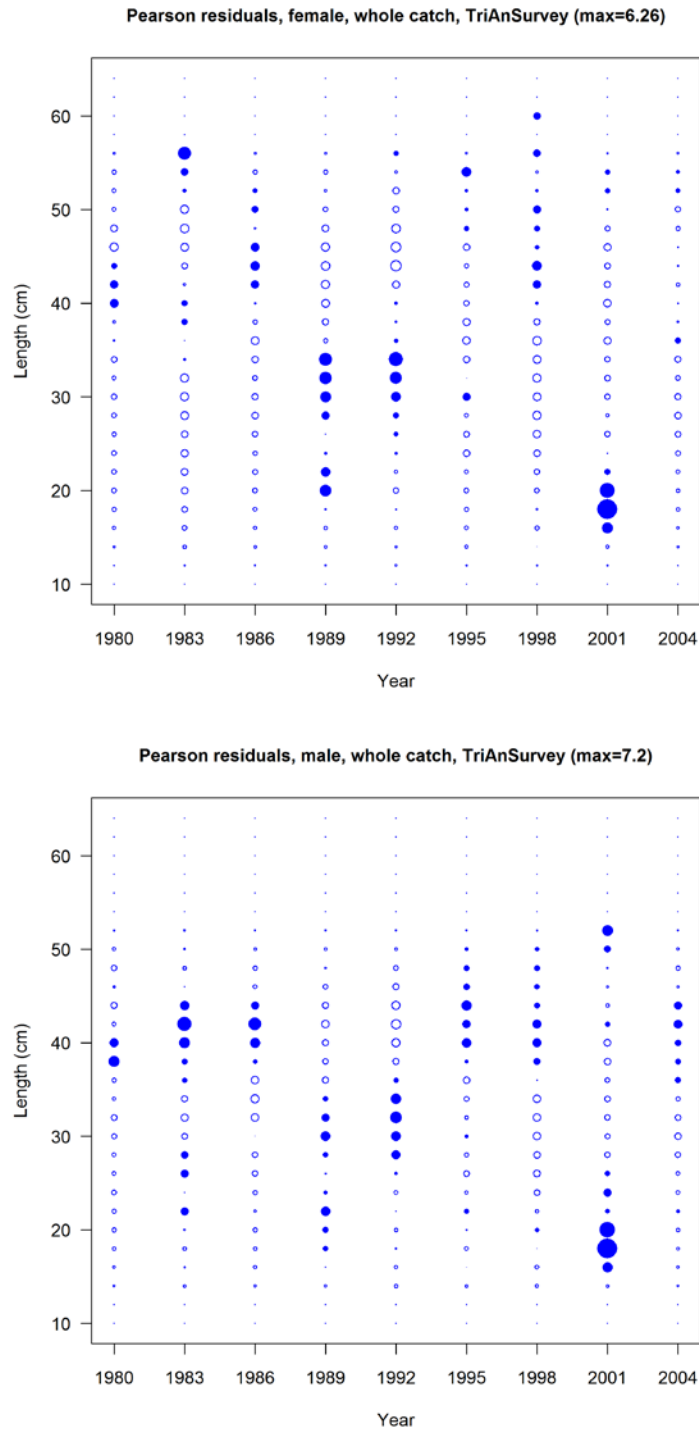 Pearson residuals, female, whole catch, TriAnSurvey (max=6.26)
60
50
40
30
20
10
Length (cm)
1980 1983 1986 1989 1992 1995 1998 2001 2004
Year
Pearson residuals, male, whole catch, TriAnSurvey (max=7.2)
60
50
40
30
20
10
Length (cm)
1980 1983 1986 1989 1992 1995 1998 2001 2004
Year